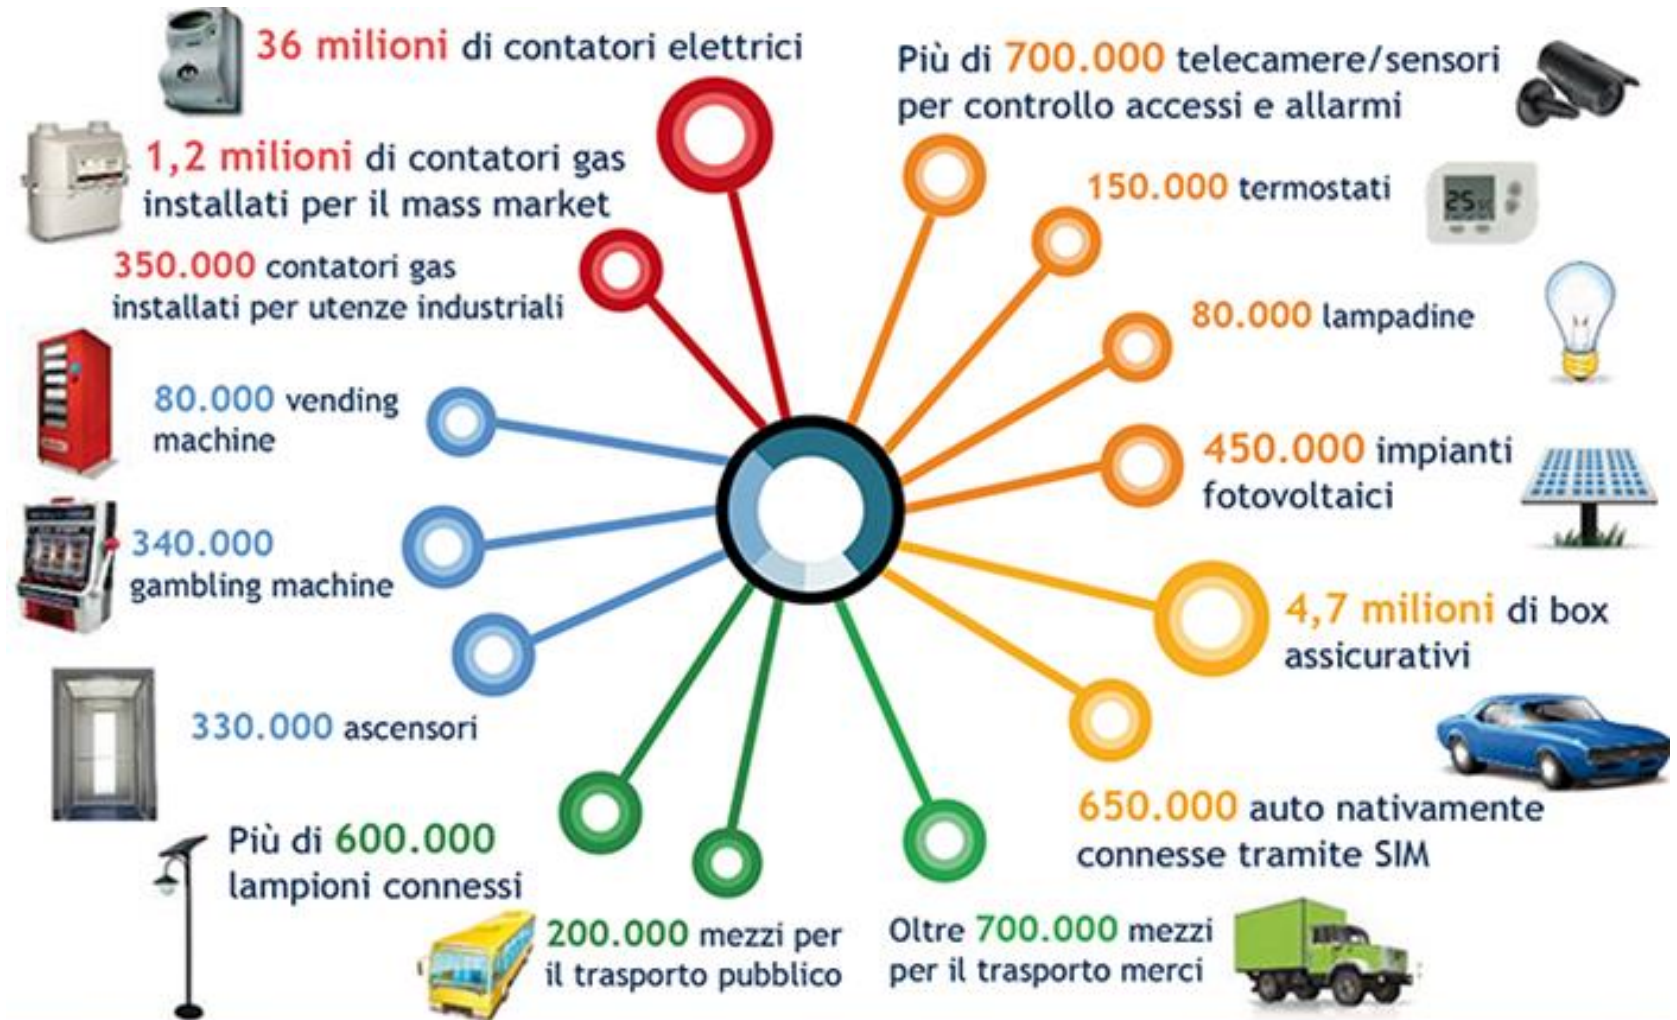 36 milioni di contatori elettrici
1,2 milioni di contatori gas
installati per il mass market
350.000 contatori gas
installati per utenze industriali
80.000 vending
machine
340.000
gambling machine
330.000 ascensori
Più di 600.000
lampioni connessi
200.000 mezzi per
il trasporto pubblico
Oltre 700.000 mezzi
per il trasporto merci
Più di 700.000 telecamere/sensori
per controllo accessi e allarmi
150.000 termostati
25
80.000 lampadine
450.000 impianti
fotovoltaici
4,7 milioni di box
assicurativi
650.000 auto nativamente
connesse tramite SIM